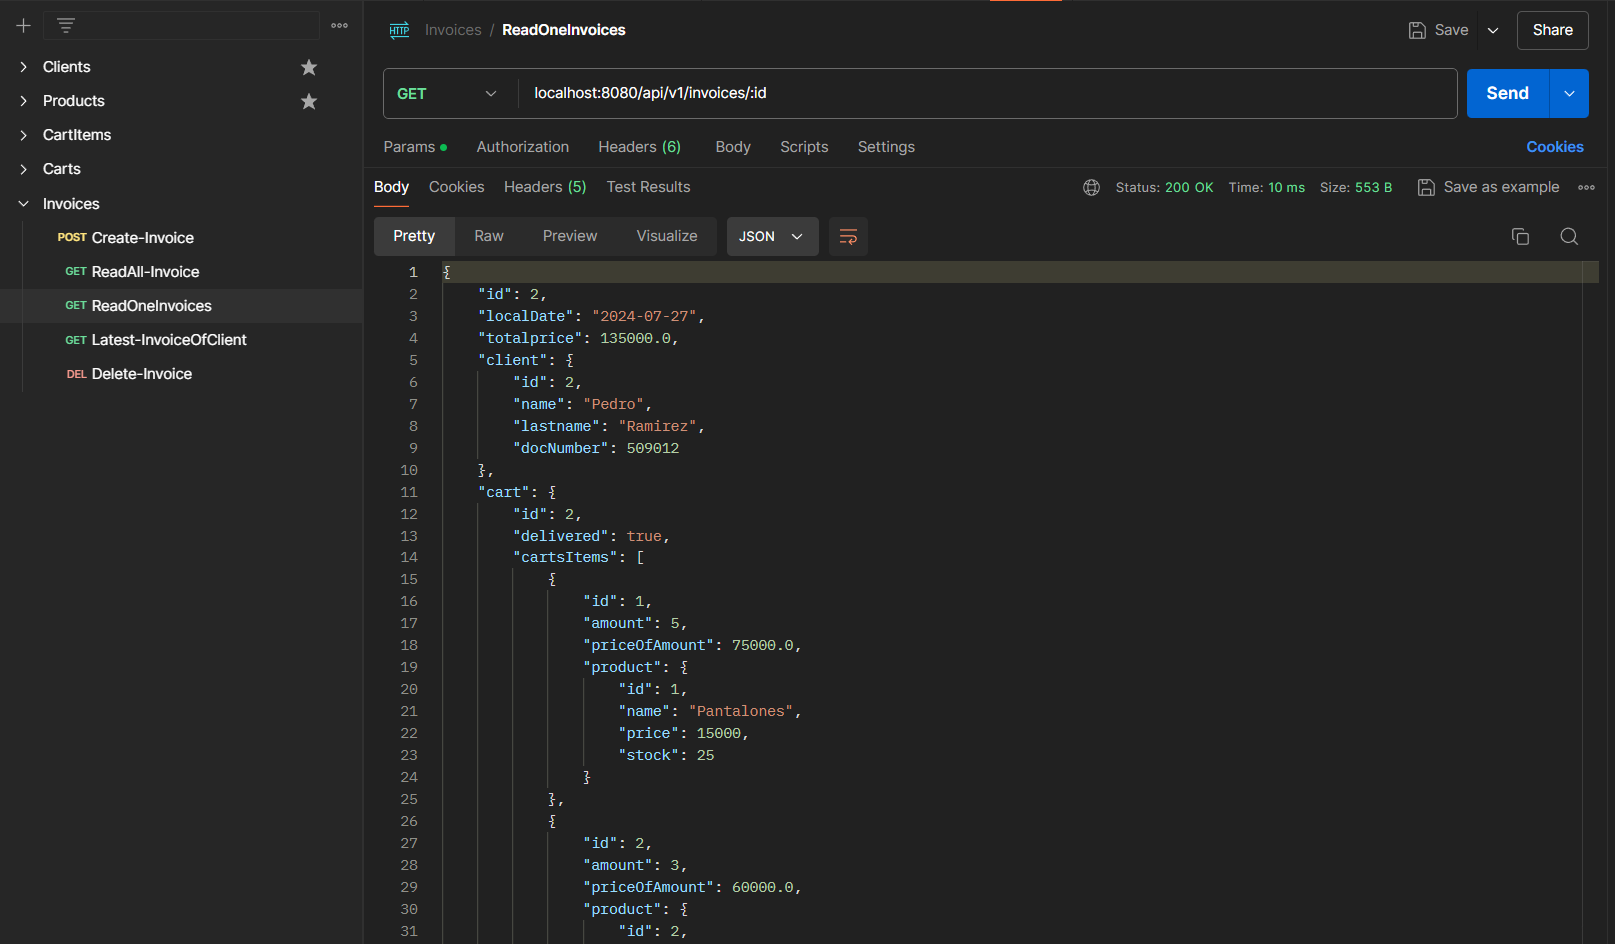 Clients
Products
CartItems
Carts
Invoices
POST Create-Invoice
GET ReadAll-Invoice
GET ReadOneInvoices
GET Latest-InvoiceOfClient
DEL Delete-Invoice
HTTP Invoices / ReadOneInvoices
Save Share
GET localhost:8080/api/v1/invoices/:id Send
Params Authorization Headers (6) Body Scripts Settings Cookies
Body Cookies Headers (5) Test Results Status: 200 OK Time: 10 ms Size: 553 B Save as example
Pretty Raw Preview Visualize JSON
1 {
2 "id": 2,
3 "localDate": "2024-07-27",
4 "totalprice": 135000.0,
5 "client": {
6 "id": 2,
7 "name": "Pedro",
8 "lastname": "Ramirez",
9 "docNumber": 509012
10 },
11 "cart": {
12 "id": 2,
13 "delivered": true,
14 "cartsItems": [
15 {
16 "id": 1,
17 "amount": 5,
18 "priceOfAmount": 75000.0,
19 "product": {
20 "id": 1,
21 "name": "Pantalones",
22 "price": 15000,
23 "stock": 25
24 }
25 },
26 {
27 "id": 2,
28 "amount": 3,
29 "priceOfAmount": 60000.0,
30 "product": {
31 "id": 2,